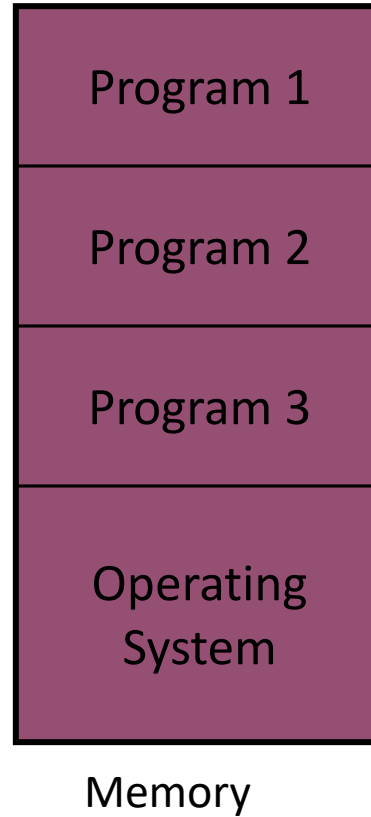 Program 1
Program 2
Program 3
Operating
System
Memory